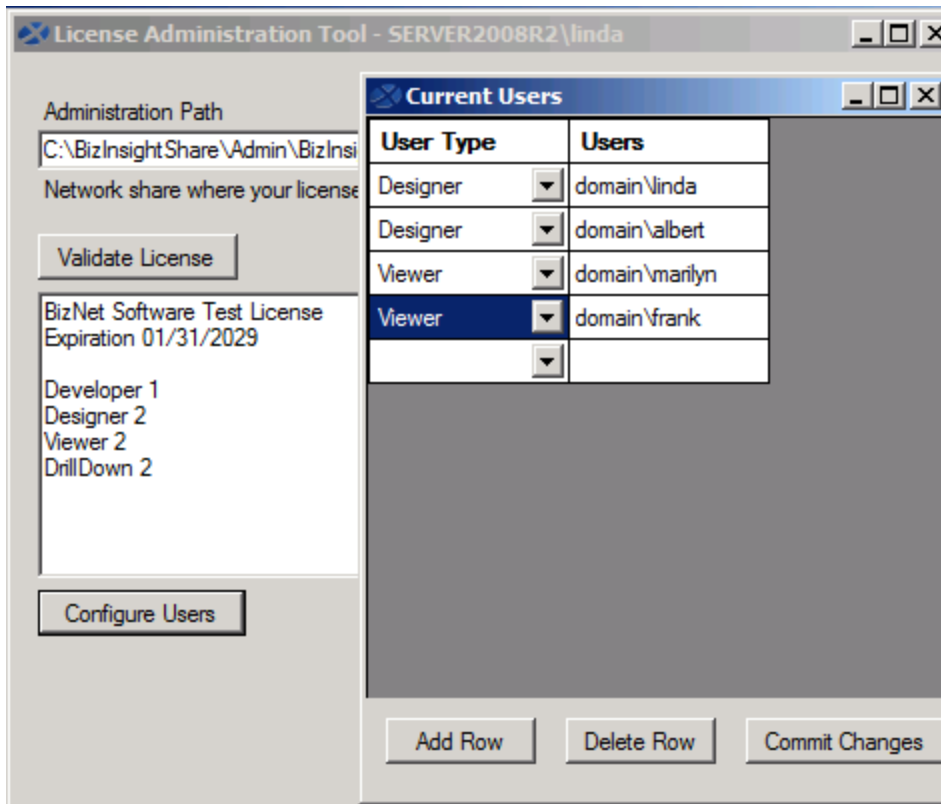 License Administration Tool - SERVER2008R2\linda
Administration Path
C:\BizInsightShare\Admin\BizInsi
Network share where your license
Validate License
BizNet Software Test License
Expiration 01/31/2029
Developer 1
Designer 2
Viewer 2
DrillDown 2
Configure Users
Current Users
User Type Users
Designer domain\linda
Designer domain\albert
Viewer domain\marilyn
Viewer domain\frank
Add Row Delete Row Commit Changes